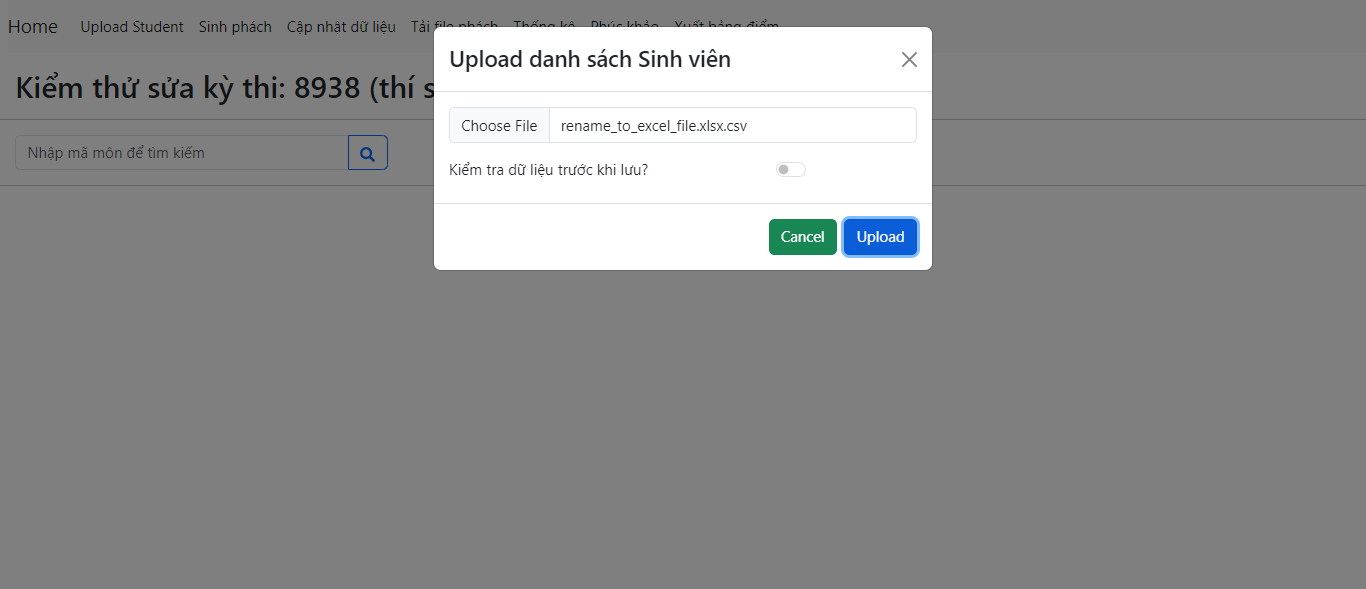 Home Upload Student Sinh phách Cập nhật dữ liệu Tải file phách Thống kê Phúc khảo Xuất bảng điểm
Upload danh sách Sinh viên
Kiểm thử sửa kỳ thi: 8938 (thí s
Choose File rename_to_excel_file.xlsx.csv
Nhập mã môn để tìm kiếm
Kiểm tra dữ liệu trước khi lưu?
Cancel Upload